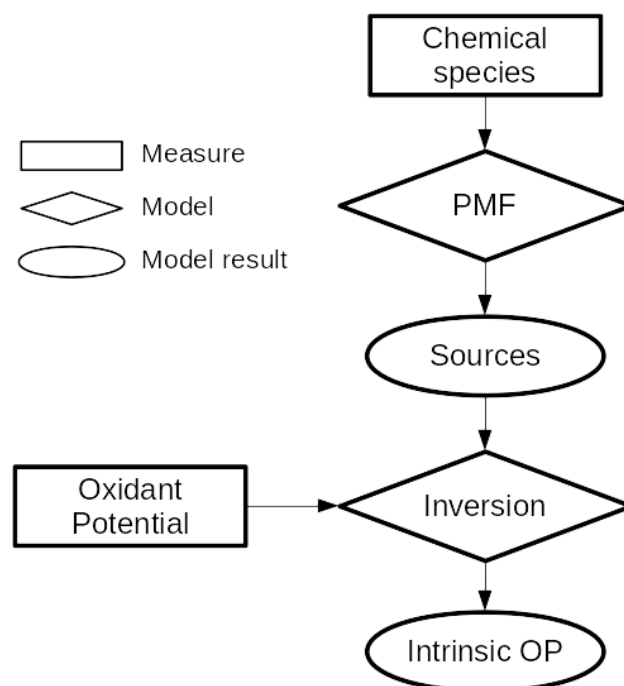 Chemical
species
Measure
Model
Model result
PMF
Sources
Oxidant
Potential
Inversion
Intrinsic OP